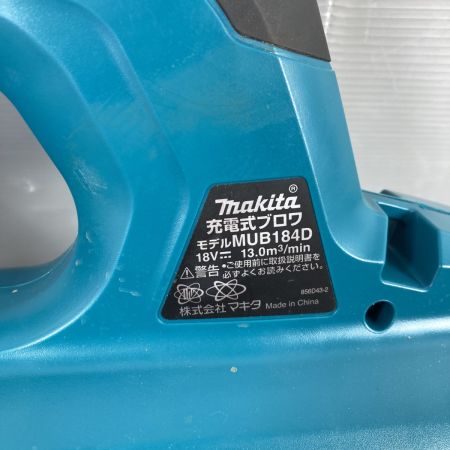 makita®
充電式ブロワ
モデルMUB184D
18V⎓ 13.0m³/min
⚠警告 ・ご使用前に取扱説明書を必ずよくお読みください。
856D43-2
株式会社マキタ Made in China